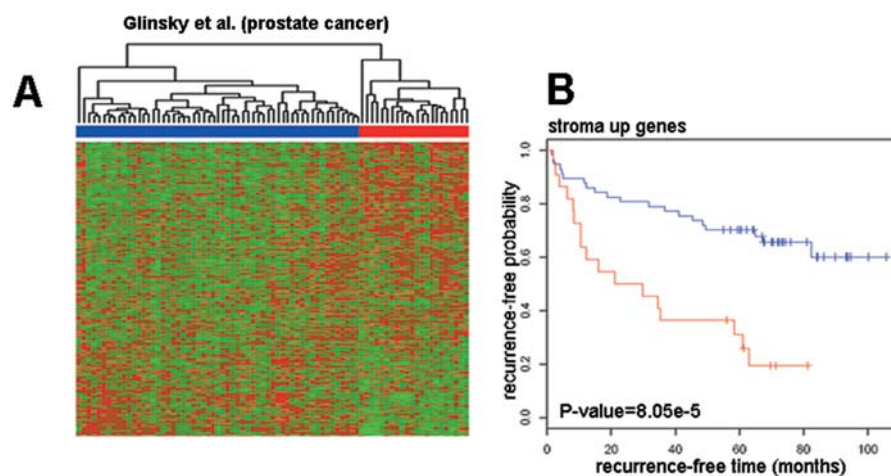 Glinsky et al. (prostate cancer)
A
B
stroma up genes
recurrence-free probability
1.0
0.8
0.6
0.4
0.2
0.0
P-value=8.05e-5
0 20 40 60 80 100
recurrence-free time (months)